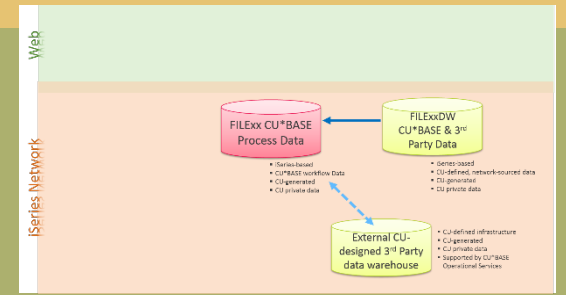 Web
iSeries Network
FILExx CU*BASE
Process Data
▪ iSeries-based
▪ CU*BASE workflow Data
▪ CU-generated
▪ CU private data
FILExxDW
CU*BASE & 3rd
Party Data
▪ iSeries-based
▪ CU-defined, network-sourced data
▪ CU-generated
▪ CU private data
External CU-
designed 3rd Party
data warehouse
▪ CU-defined infrastructure
▪ CU-generated
▪ CU private data
▪ Supported by CU*BASE
Operational Services